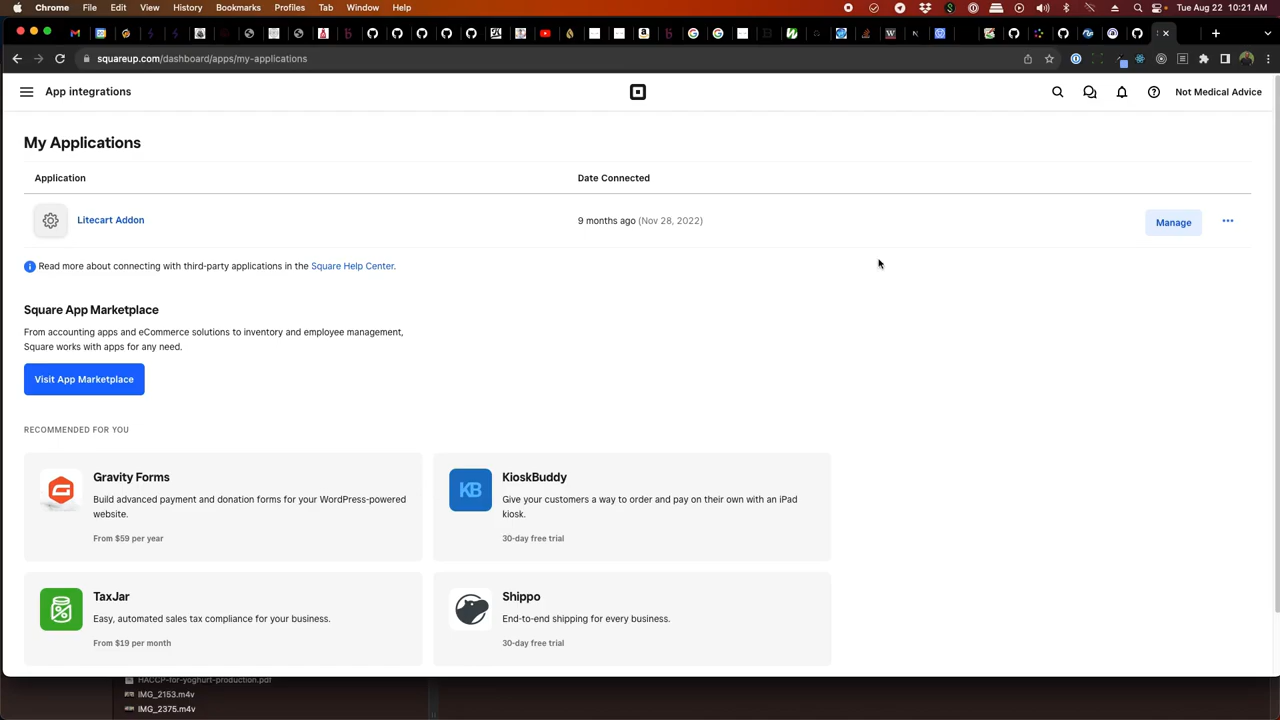 Chrome File Edit View History Bookmarks Profiles Tab Window Help Tue Aug 22 10:21 AM
squareup.com/dashboard/apps/my-applications
App integrations
Not Medical Advice
My Applications
Application Date Connected
Litecart Addon 9 months ago (Nov 28, 2022) Manage
Read more about connecting with third-party applications in the Square Help Center.
Square App Marketplace
From accounting apps and eCommerce solutions to inventory and employee management,
Square works with apps for any need.
Visit App Marketplace
RECOMMENDED FOR YOU
Gravity Forms
Build advanced payment and donation forms for your WordPress-powered
website.
From $59 per year
KioskBuddy
KB
Give your customers a way to order and pay on their own with an iPad
kiosk.
30-day free trial
TaxJar
Easy, automated sales tax compliance for your business.
From $19 per month
Shippo
End-to-end shipping for every business.
30-day free trial
HACCP-for-yoghurt-production.pdf
IMG_2153.m4v
IMG_2375.m4v